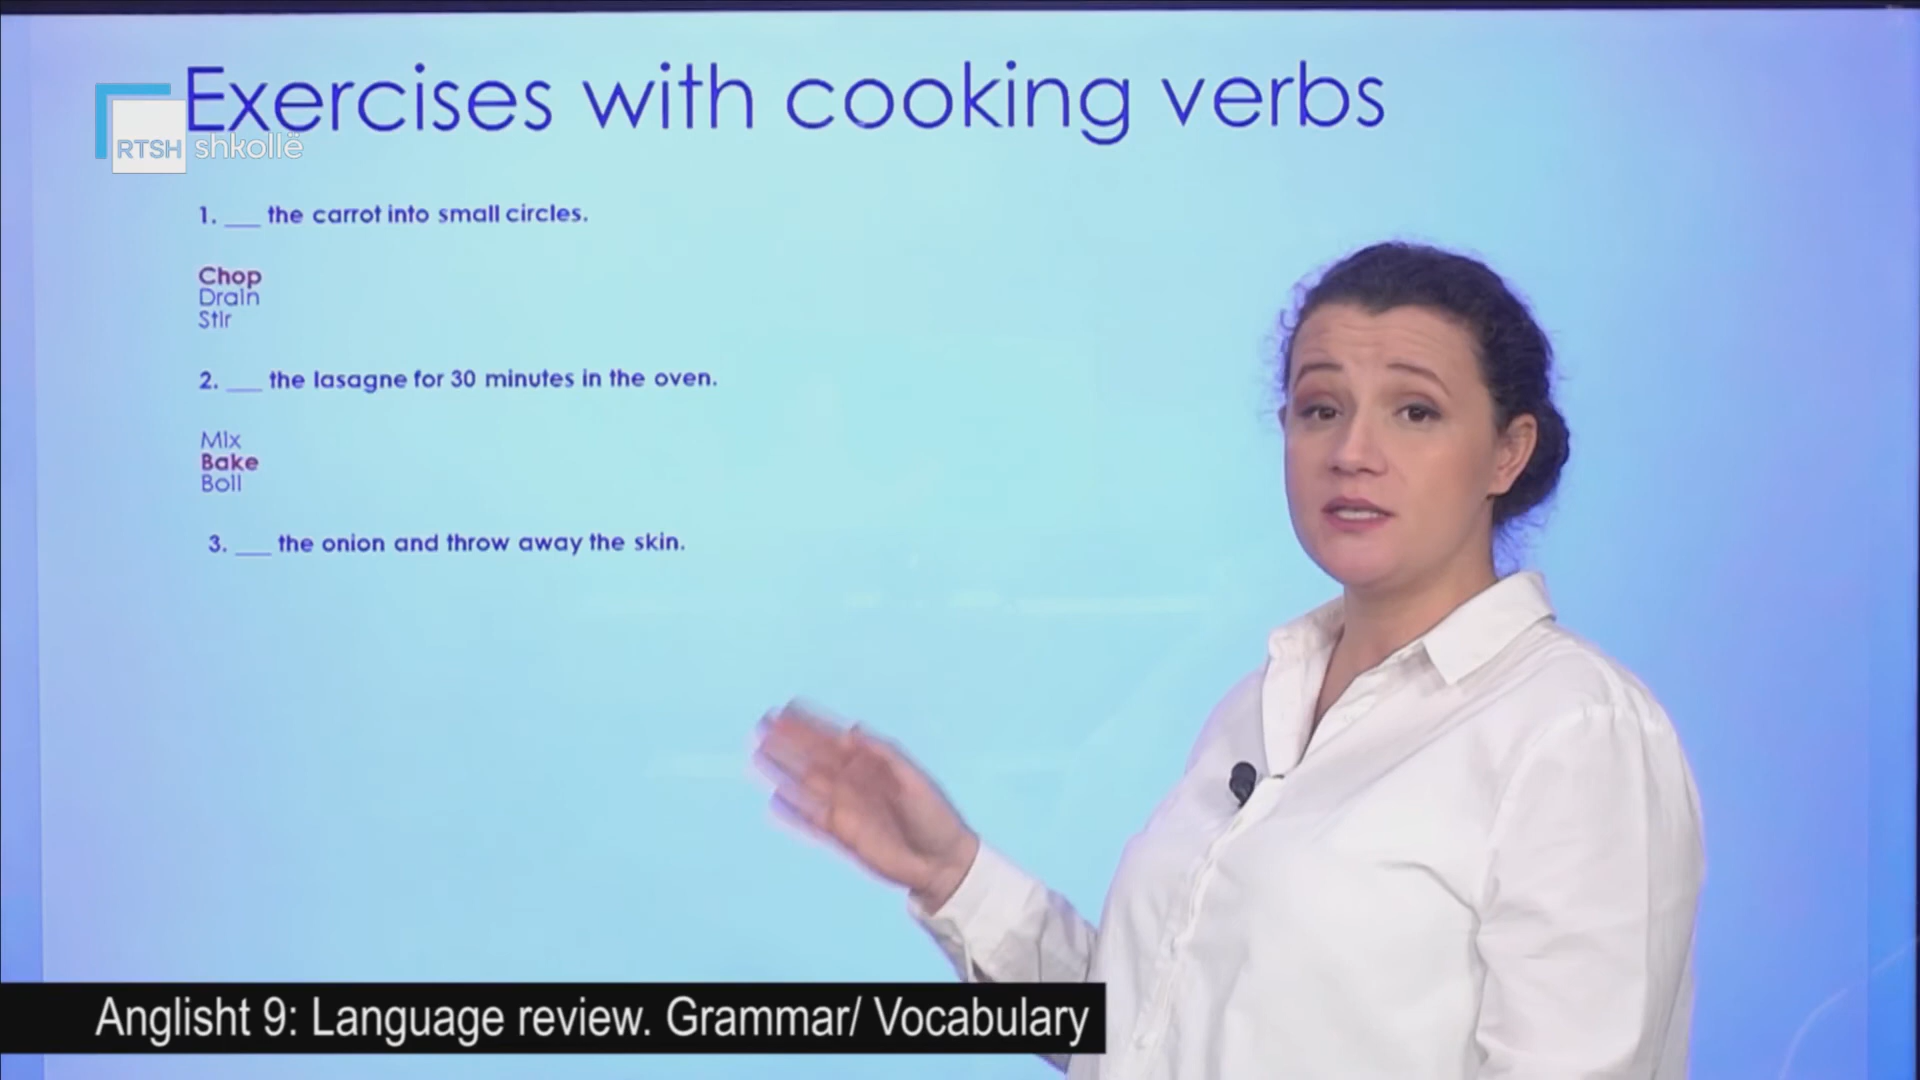 Exercises with cooking verbs
RTSH shkollë
1. ___ the carrot into small circles.
Chop
Drain
Stir
2. ___ the lasagne for 30 minutes in the oven.
Mix
Bake
Boil
3. ___ the onion and throw away the skin.
Anglisht 9: Language review. Grammar/ Vocabulary